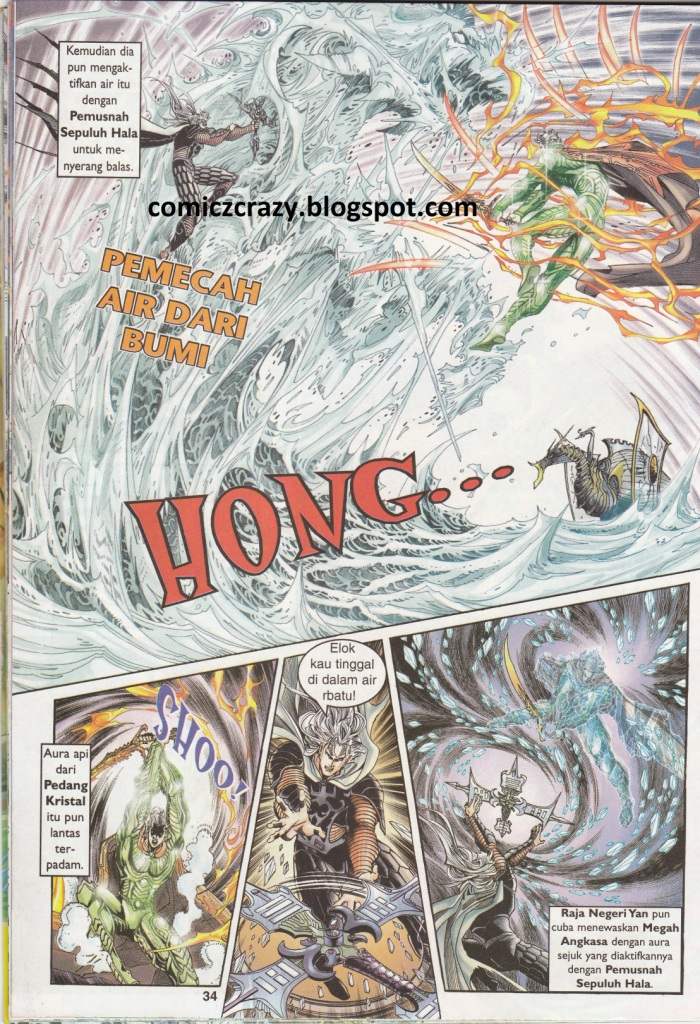 Kemudian dia
pun mengak-
tifkan air itu
dengan
Pemusnah
Sepuluh Hala
untuk me-
nyerang balas.
comiczcrazy.blogspot.com
PEMECAH
AIR DARI
BUMI
HONG...
SHOO!
Aura api
dari
Pedang
Kristal
itu pun
lantas
ter-
padam.
Elok
kau tinggal
di dalam air
rbatu!
Raja Negeri Yan pun
cuba menewaskan Megah
Angkasa dengan aura
sejuk yang diaktifkannya
dengan Pemusnah
Sepuluh Hala.
34